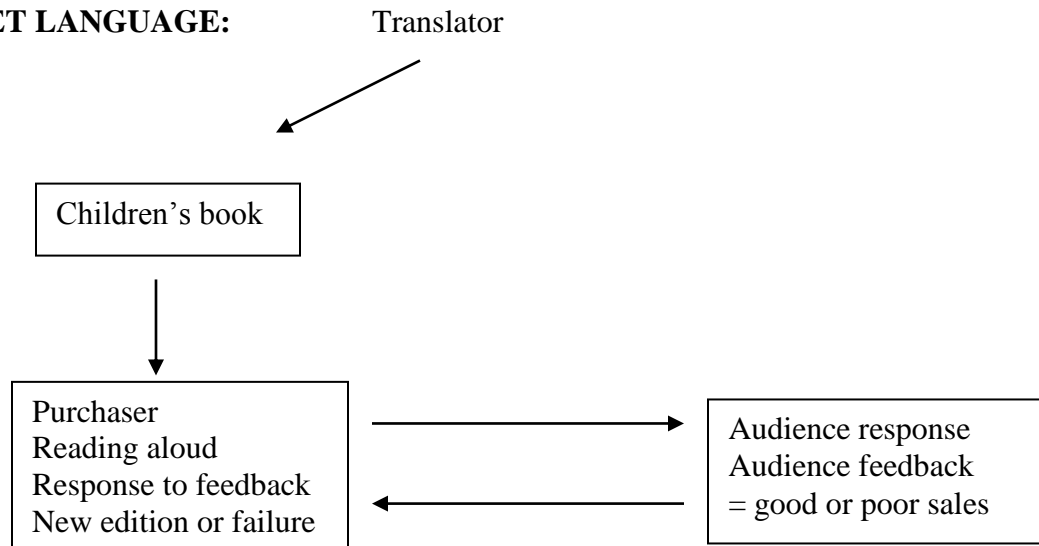 ET LANGUAGE: Translator
Children’s book
Purchaser
Reading aloud
Response to feedback
New edition or failure
Audience response
Audience feedback
= good or poor sales